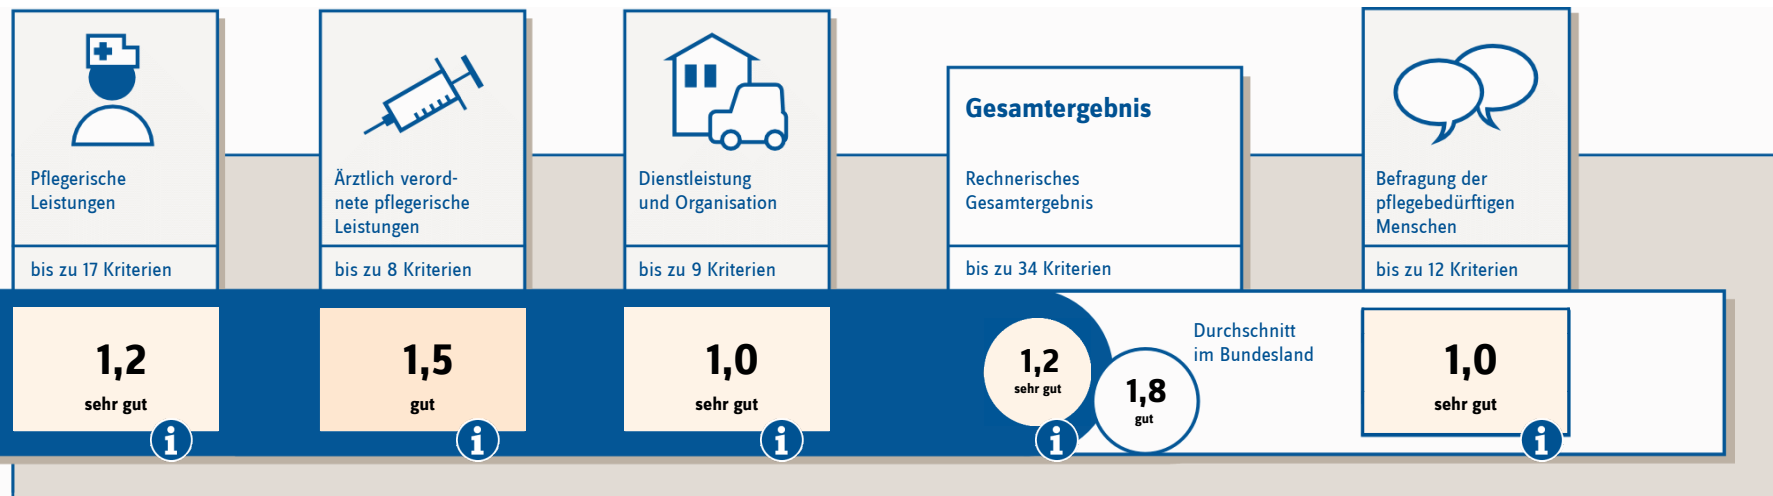 Pflegerische
Leistungen
bis zu 17 Kriterien
1,2
sehr gut
i
Ärztlich verord-
nete pflegerische
Leistungen
bis zu 8 Kriterien
1,5
gut
i
Dienstleistung
und Organisation
bis zu 9 Kriterien
1,0
sehr gut
i
Gesamtergebnis
Rechnerisches
Gesamtergebnis
bis zu 34 Kriterien
1,2
sehr gut
i
1,8
gut
Durchschnitt
im Bundesland
Befragung der
pflegebedürftigen
Menschen
bis zu 12 Kriterien
1,0
sehr gut
i